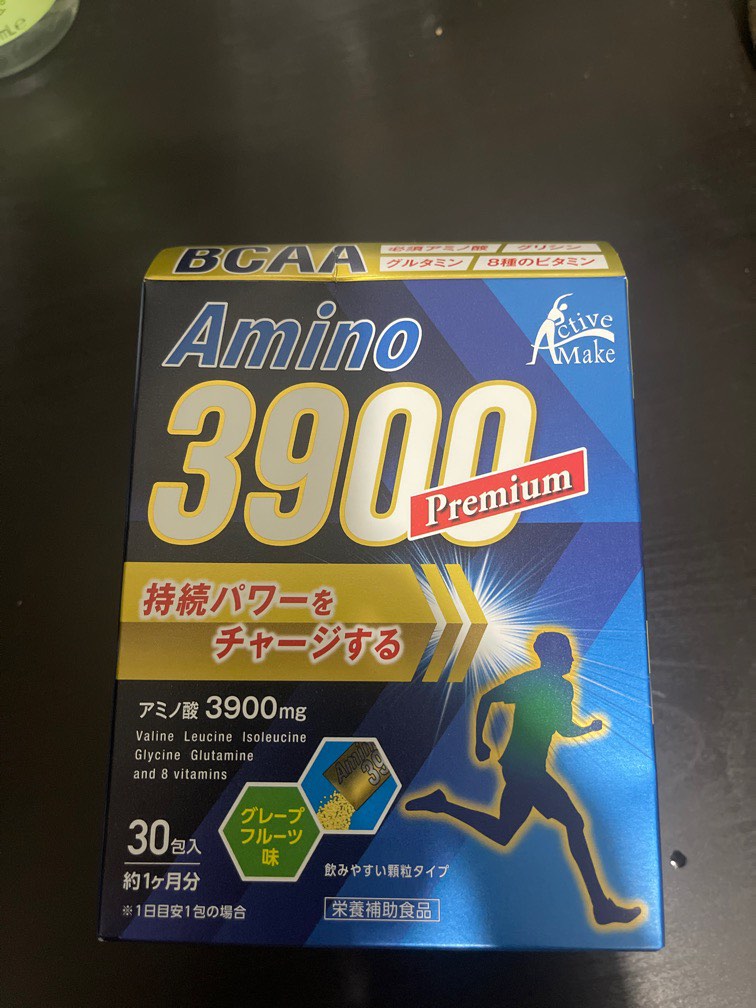 mL℮
BCAA
必須アミノ酸 グリシン
グルタミン 8種のビタミン
Amino
3900
Premium
Active
Make
持続パワーを
チャージする
アミノ酸 3900mg
Valine Leucine Isoleucine
Glycine Glutamine
and 8 vitamins
Amino
39
グレープ
フルーツ
味
30包入
約1ヶ月分
※1日目安1包の場合
飲みやすい顆粒タイプ
栄養補助食品